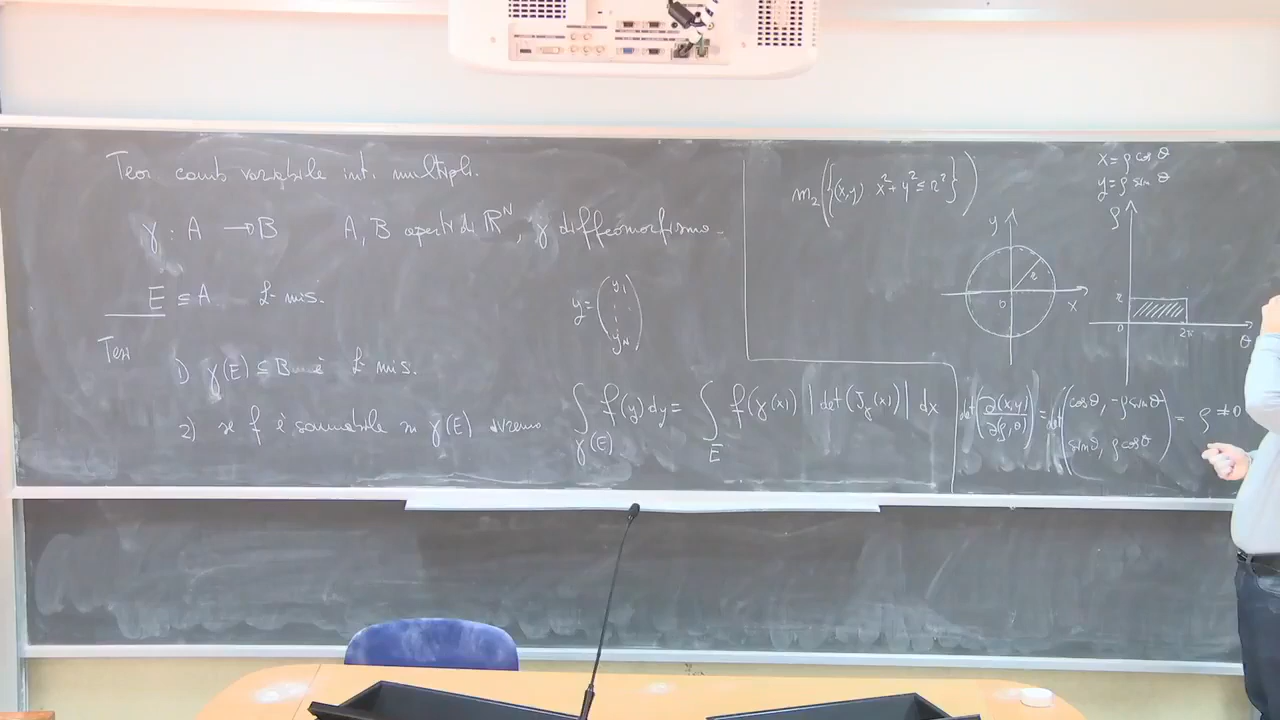 Teor camb variabile int. multipli.
γ : A → B   A, B aperti di ℝᴺ, γ diffeomorfismo.
E ⊆ A   L-mis.
y = (y₁ ⋮ y_N)
Tesi
1) γ(E) ⊆ B è L-mis.
2) se f è sommabile in γ(E) avremo ∫_{γ(E)} f(y) dy = ∫_E f(γ(x)) |det(J_γ(x))| dx
m₂({(x,y) x²+y² ≤ r²})
x = ρ cos θ
y = ρ sin θ
y
r
0
x
ρ
r
0
2π
θ
det(∂(x,y)/∂(ρ,θ)) = det(cosθ, -ρ sinθ
sinθ, ρ cosθ) = ρ ≠ 0